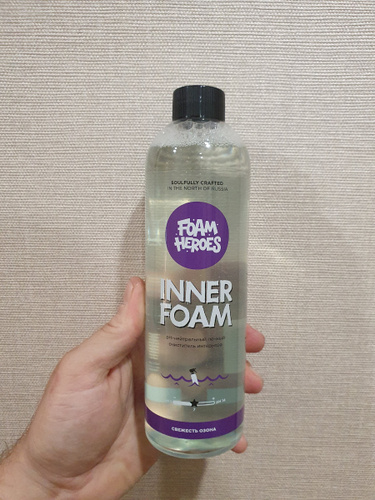 SOULFULLY CRAFTED
IN THE NORTH OF RUSSIA
FOAM
HEROES
INNER
FOAM
СВЕЖЕСТЬ ОЗОНА